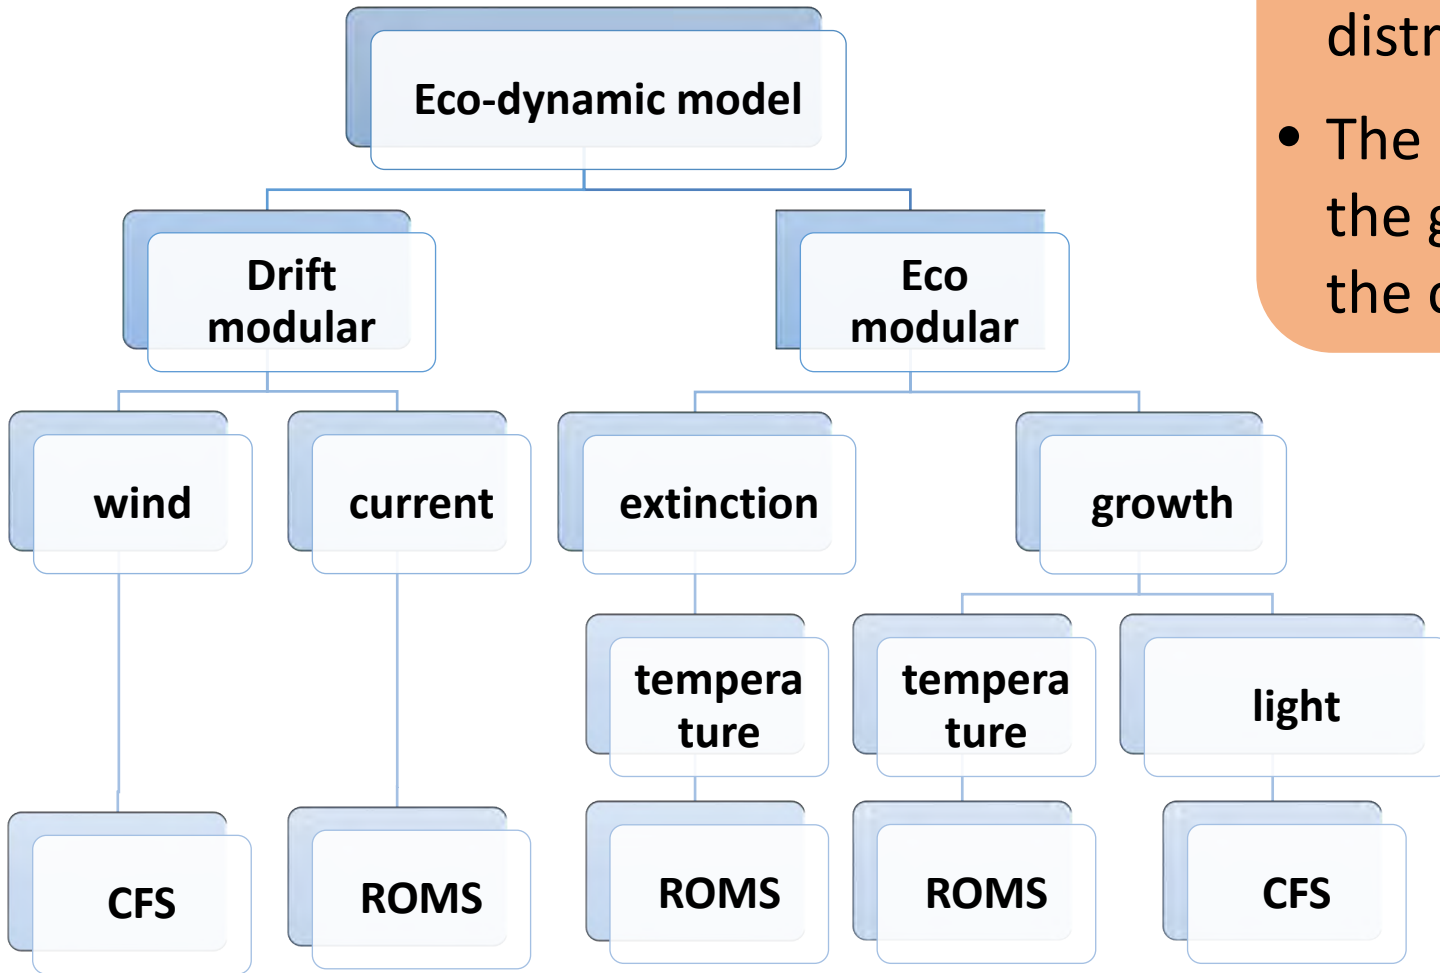 Eco-dynamic model
Drift
modular
Eco
modular
wind
current
extinction
growth
tempera
ture
tempera
ture
light
CFS
ROMS
ROMS
ROMS
CFS
• The
the
the